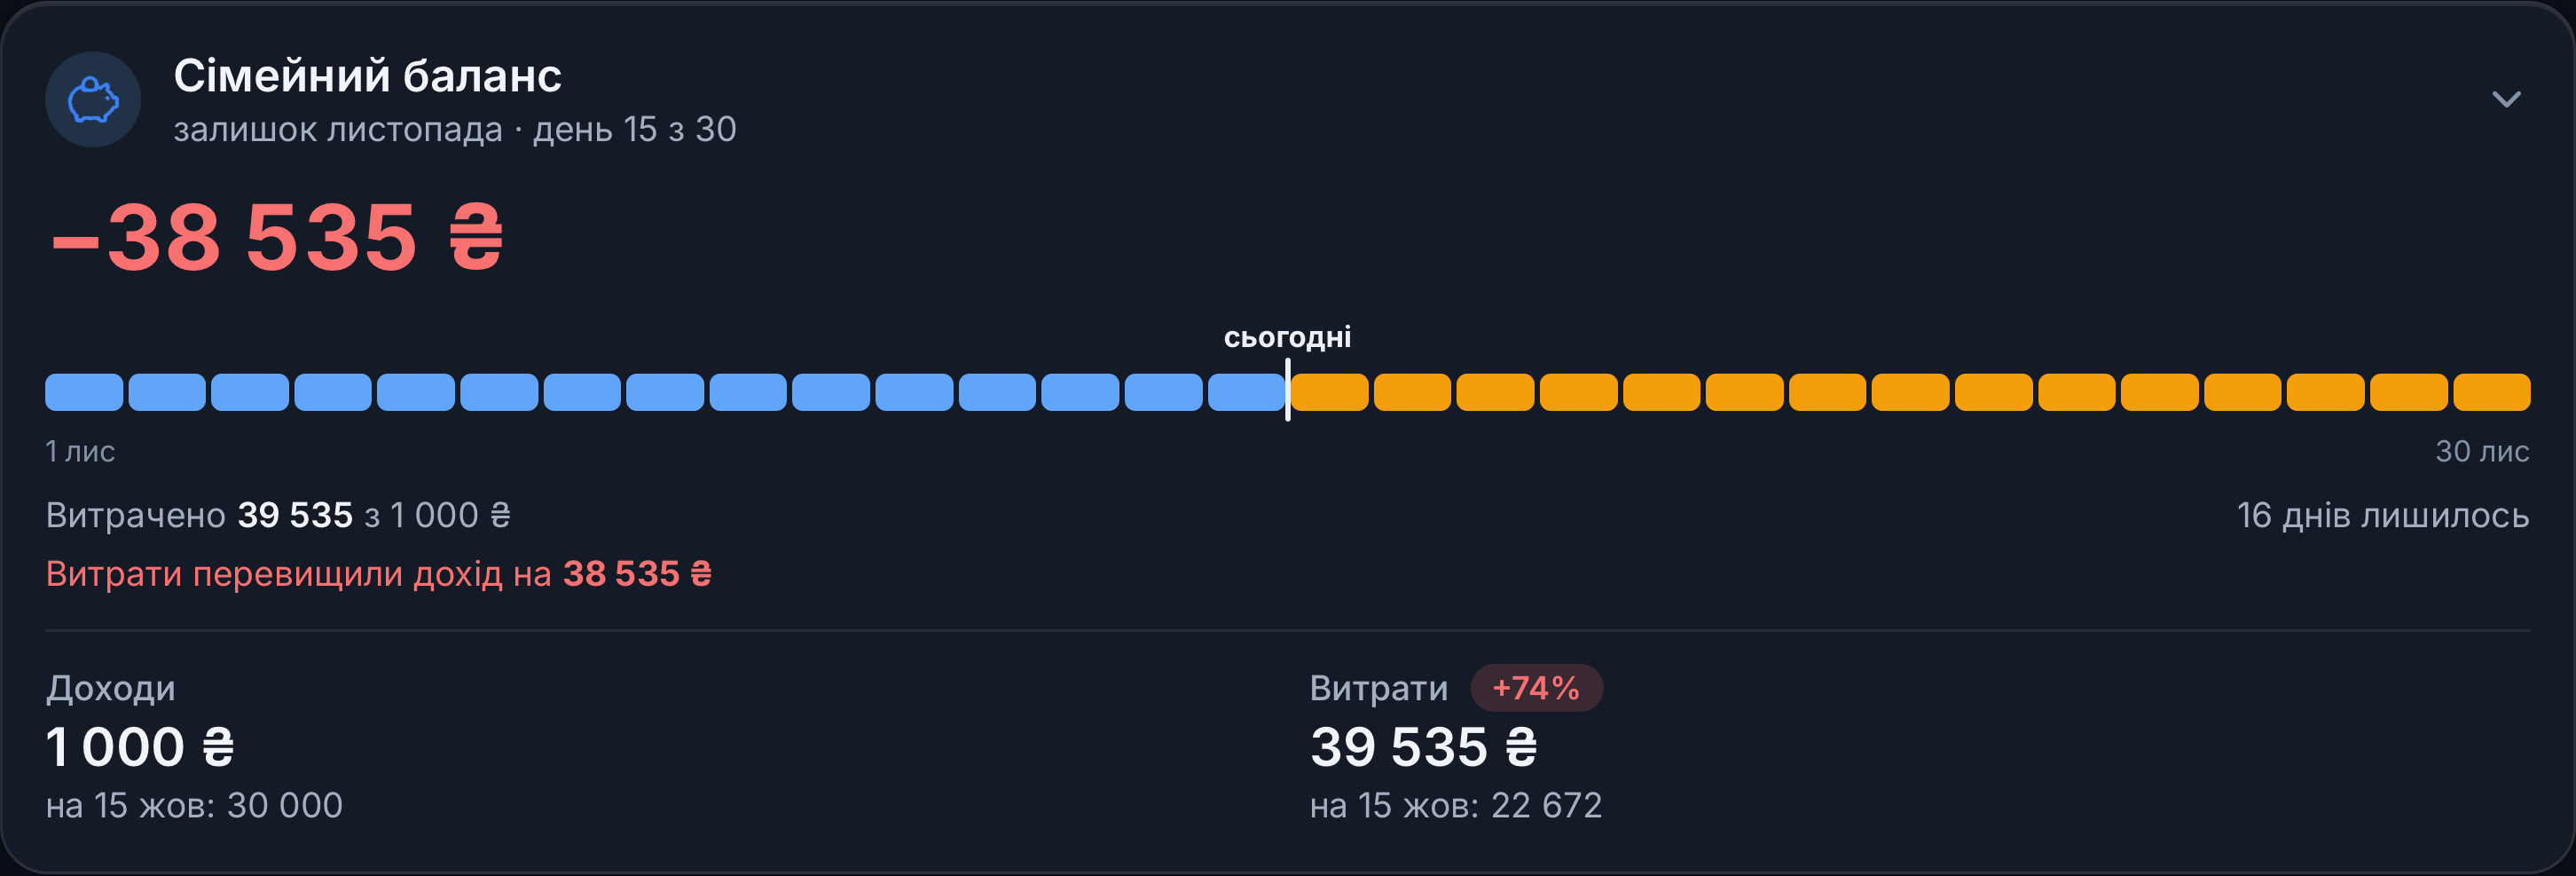 Сімейний баланс
залишок листопада · день 15 з 30
−38 535 ₴
сьогодні
1 лис 30 лис
Витрачено 39 535 з 1 000 ₴ 16 днів лишилось
Витрати перевищили дохід на 38 535 ₴
Доходи Витрати +74%
1 000 ₴ 39 535 ₴
на 15 жов: 30 000 на 15 жов: 22 672